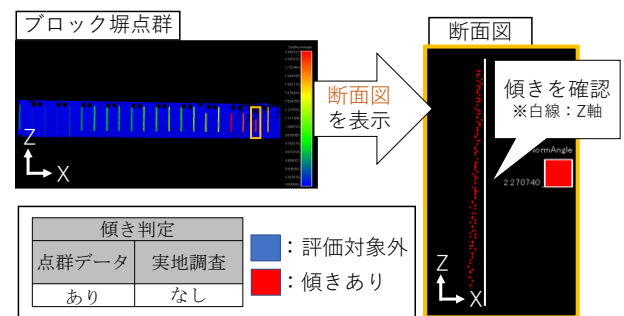 ブロック塀点群
断面図
断面図
を表示
傾きを確認
※白線：Z軸
NormAngle
2.270740
Z
X
Z
X
傾き判定
点群データ
実地調査
あり
なし
：評価対象外
：傾きあり